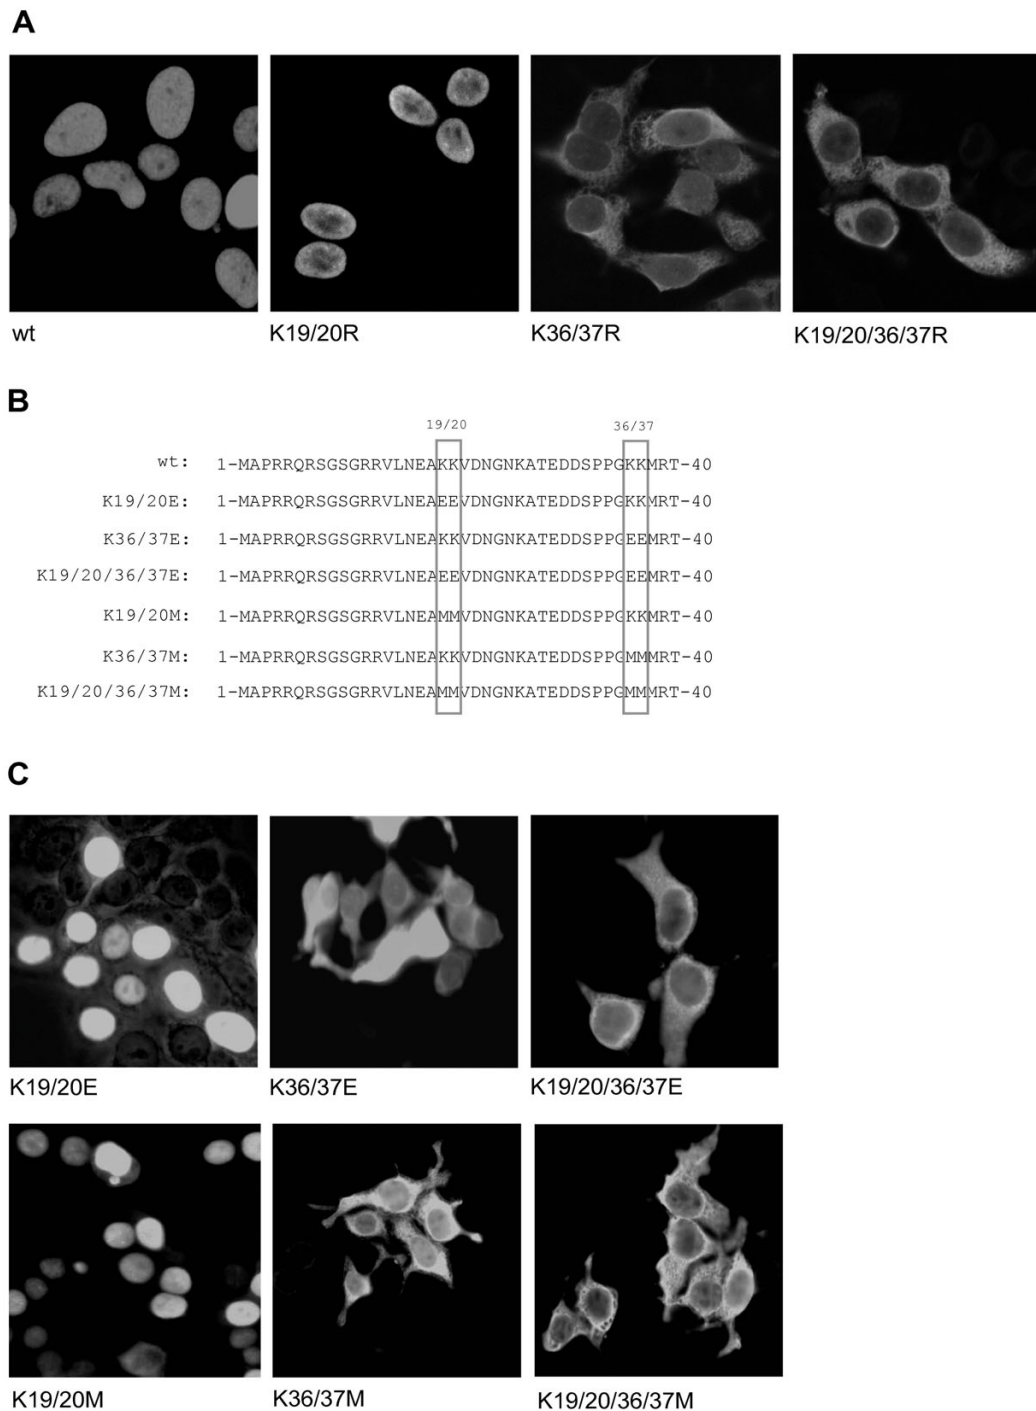 A
wt
K19/20R
K36/37R
K19/20/36/37R
B
19/20
36/37
wt: 1-MAPRRQRSGSGRRVLNEAKKVDNGNKATEDDSPPGKKMRT-40
K19/20E: 1-MAPRRQRSGSGRRVLNEAEEVDNGNKATEDDSPPGKKMRT-40
K36/37E: 1-MAPRRQRSGSGRRVLNEAKKVDNGNKATEDDSPPGEEMRT-40
K19/20/36/37E: 1-MAPRRQRSGSGRRVLNEAEEVDNGNKATEDDSPPGEEMRT-40
K19/20M: 1-MAPRRQRSGSGRRVLNEAMMVDNGNKATEDDSPPGKKMRT-40
K36/37M: 1-MAPRRQRSGSGRRVLNEAKKVDNGNKATEDDSPPGMMMRT-40
K19/20/36/37M: 1-MAPRRQRSGSGRRVLNEAMMVDNGNKATEDDSPPGMMMRT-40
C
K19/20E
K36/37E
K19/20/36/37E
K19/20M
K36/37M
K19/20/36/37M